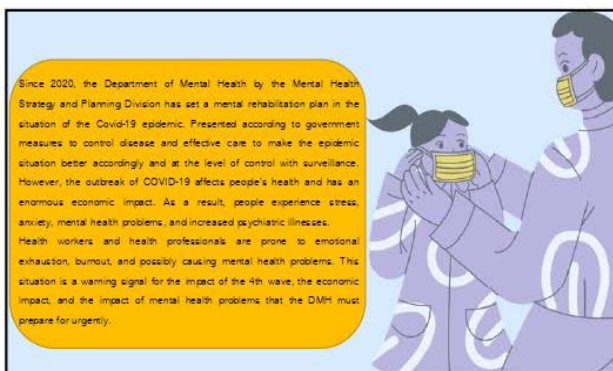 Since 2020, the Department of Mental Health by the Mental Health
Strategy and Planning Division has set a mental rehabilitation plan in the
situation of the Covid-19 epidemic. Presented according to government
measures to control disease and effective care to make the epidemic
situation better accordingly and at the level of control with surveillance.
However, the outbreak of COVID-19 affects people's health and has an
enormous economic impact. As a result, people experience stress,
anxiety, mental health problems, and increased psychiatric illnesses.
Health workers and health professionals are prone to emotional
exhaustion, burnout, and possibly causing mental health problems. This
situation is a warning signal for the impact of the 4th wave, the economic
impact, and the impact of mental health problems that the DMH must
prepare for urgently.